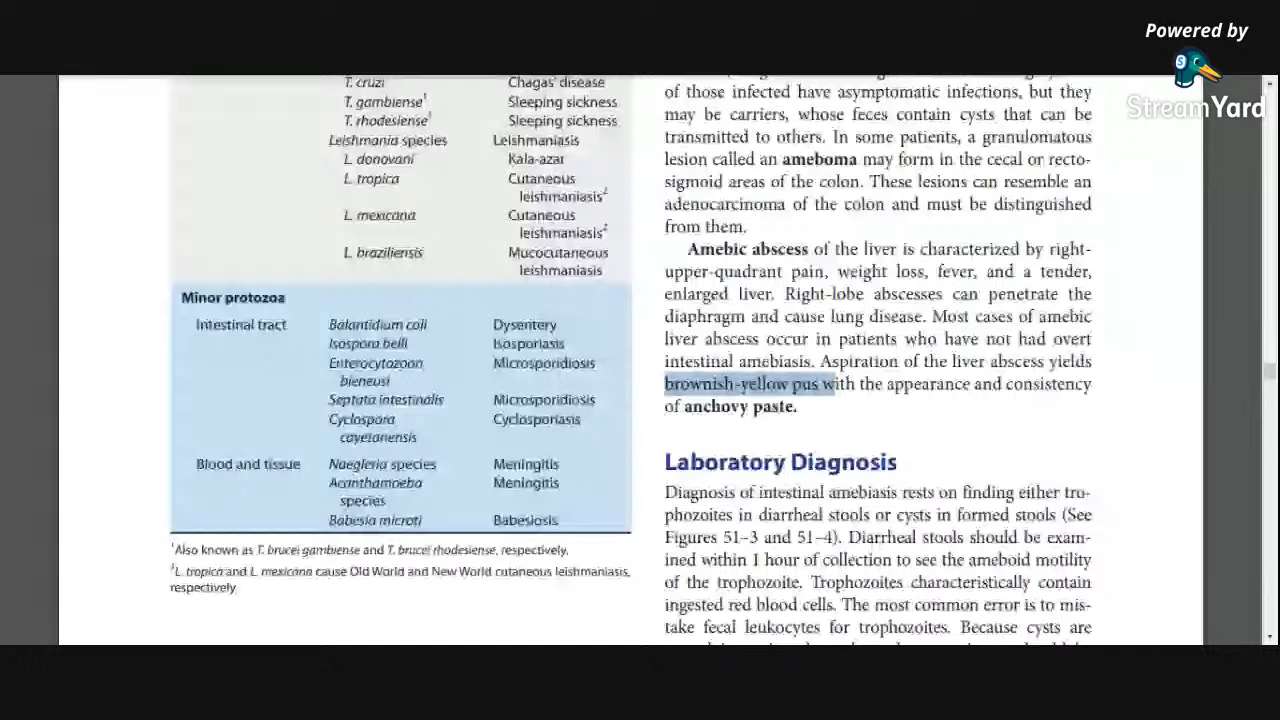 Powered by
StreamYard
T. cruzi Chagas' disease
T. gambiense1 Sleeping sickness
T. rhodesiense1 Sleeping sickness
Leishmania species Leishmaniasis
L. donovani Kala-azar
L. tropica Cutaneous
leishmaniasis2
L. mexicana Cutaneous
leishmaniasis2
L. braziliensis Mucocutaneous
leishmaniasis
Minor protozoa
Intestinal tract Balantidium coli Dysentery
Isospora belli Isosporiasis
Enterocytozoon Microsporidiosis
bieneusi
Septata intestinalis Microsporidiosis
Cyclospora Cyclosporiasis
cayetanensis
Blood and tissue Naegleria species Meningitis
Acanthamoeba Meningitis
species
Babesia microti Babesiosis
1Also known as T. brucei gambiense and T. brucei rhodesiense, respectively.
2L. tropica and L. mexicana cause Old World and New World cutaneous leishmaniasis,
respectively
of those infected have asymptomatic infections, but they
may be carriers, whose feces contain cysts that can be
transmitted to others. In some patients, a granulomatous
lesion called an ameboma may form in the cecal or recto-
sigmoid areas of the colon. These lesions can resemble an
adenocarcinoma of the colon and must be distinguished
from them.
Amebic abscess of the liver is characterized by right-
upper-quadrant pain, weight loss, fever, and a tender,
enlarged liver. Right-lobe abscesses can penetrate the
diaphragm and cause lung disease. Most cases of amebic
liver abscess occur in patients who have not had overt
intestinal amebiasis. Aspiration of the liver abscess yields
brownish-yellow pus with the appearance and consistency
of anchovy paste.
Laboratory Diagnosis
Diagnosis of intestinal amebiasis rests on finding either tro-
phozoites in diarrheal stools or cysts in formed stools (See
Figures 51–3 and 51–4). Diarrheal stools should be exam-
ined within 1 hour of collection to see the ameboid motility
of the trophozoite. Trophozoites characteristically contain
ingested red blood cells. The most common error is to mis-
take fecal leukocytes for trophozoites. Because cysts are